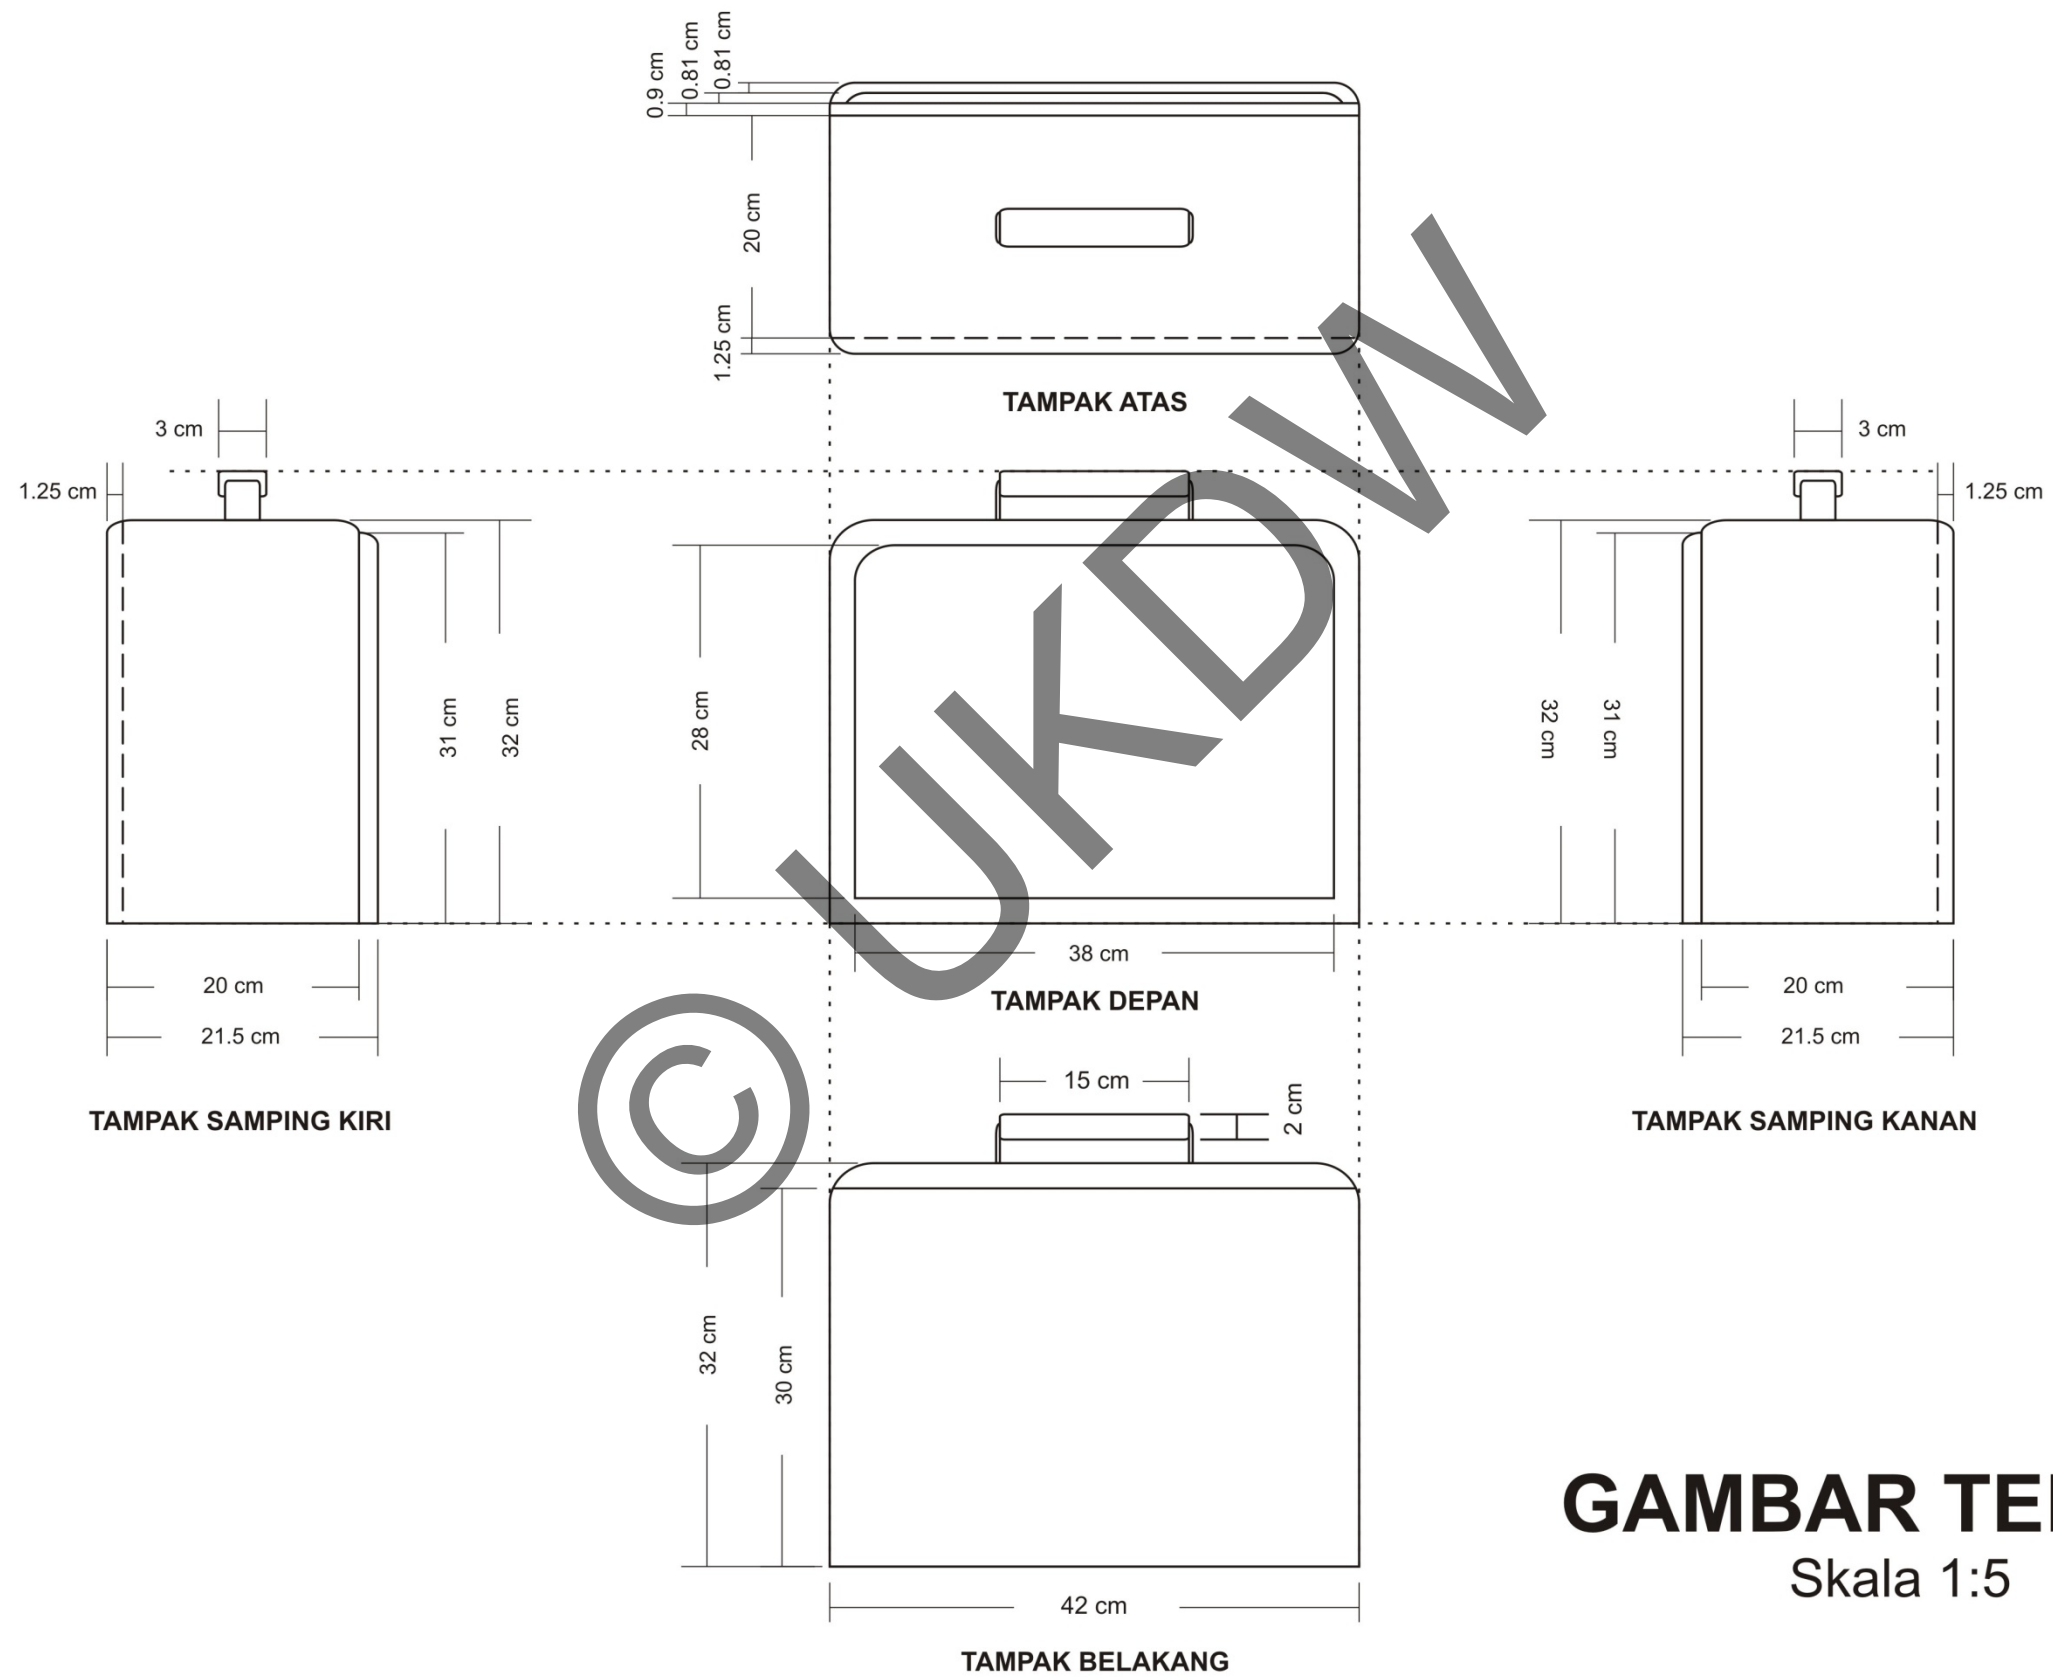 0.9 cm
0.81 cm
0.81 cm
20 cm
1.25 cm
TAMPAK ATAS
3 cm
1.25 cm
31 cm
32 cm
20 cm
21.5 cm
TAMPAK SAMPING KIRI
28 cm
38 cm
TAMPAK DEPAN
3 cm
1.25 cm
32 cm
31 cm
20 cm
21.5 cm
TAMPAK SAMPING KANAN
15 cm
2 cm
32 cm
30 cm
42 cm
TAMPAK BELAKANG
GAMBAR TE
Skala 1:5
© UKDW